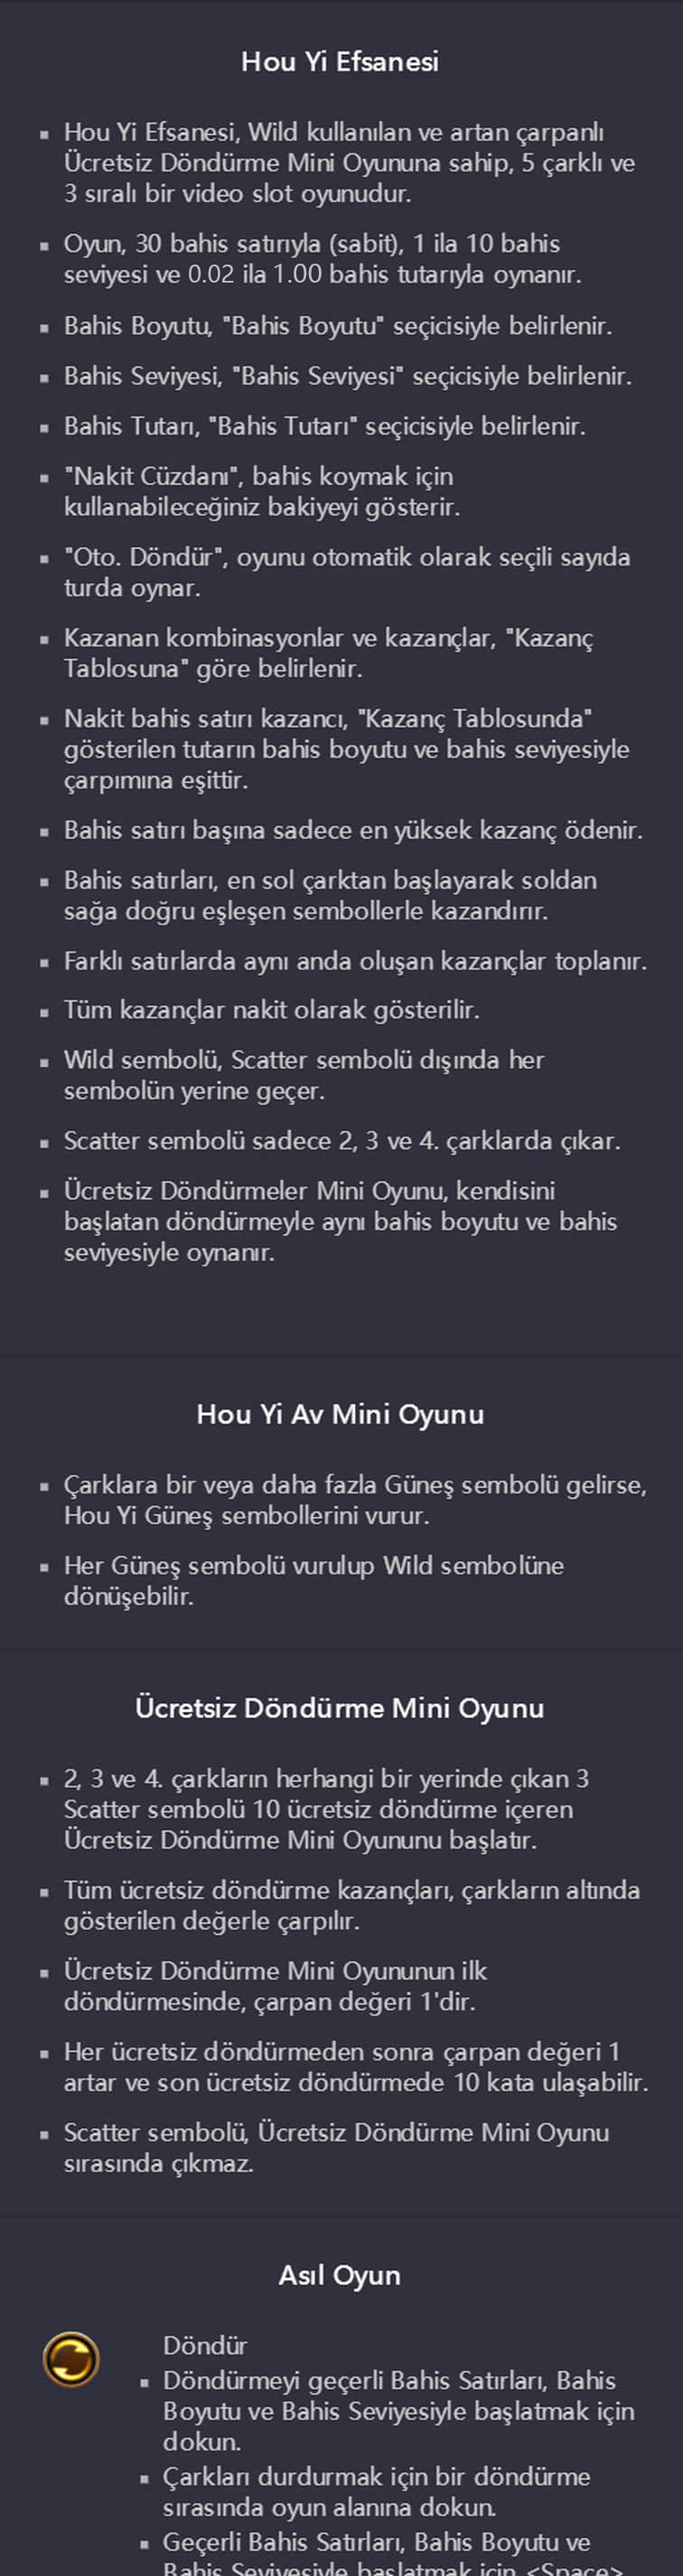 Hou Yi Efsanesi
▪ Hou Yi Efsanesi, Wild kullanılan ve artan çarpanlı
Ücretsiz Döndürme Mini Oyununa sahip, 5 çarklı ve
3 sıralı bir video slot oyunudur.
▪ Oyun, 30 bahis satırıyla (sabit), 1 ila 10 bahis
seviyesi ve 0.02 ila 1.00 bahis tutarıyla oynanır.
▪ Bahis Boyutu, "Bahis Boyutu" seçicisiyle belirlenir.
▪ Bahis Seviyesi, "Bahis Seviyesi" seçicisiyle belirlenir.
▪ Bahis Tutarı, "Bahis Tutarı" seçicisiyle belirlenir.
▪ "Nakit Cüzdanı", bahis koymak için
kullanabileceğiniz bakiyeyi gösterir.
▪ "Oto. Döndür", oyunu otomatik olarak seçili sayıda
turda oynar.
▪ Kazanan kombinasyonlar ve kazançlar, "Kazanç
Tablosuna" göre belirlenir.
▪ Nakit bahis satırı kazancı, "Kazanç Tablosunda"
gösterilen tutarın bahis boyutu ve bahis seviyesiyle
çarpımına eşittir.
▪ Bahis satırı başına sadece en yüksek kazanç ödenir.
▪ Bahis satırları, en sol çarktan başlayarak soldan
sağa doğru eşleşen sembollerle kazandırır.
▪ Farklı satırlarda aynı anda oluşan kazançlar toplanır.
▪ Tüm kazançlar nakit olarak gösterilir.
▪ Wild sembolü, Scatter sembolü dışında her
sembolün yerine geçer.
▪ Scatter sembolü sadece 2, 3 ve 4. çarklarda çıkar.
▪ Ücretsiz Döndürmeler Mini Oyunu, kendisini
başlatan döndürmeyle aynı bahis boyutu ve bahis
seviyesiyle oynanır.
Hou Yi Av Mini Oyunu
▪ Çarklara bir veya daha fazla Güneş sembolü gelirse,
Hou Yi Güneş sembollerini vurur.
▪ Her Güneş sembolü vurulup Wild sembolüne
dönüşebilir.
Ücretsiz Döndürme Mini Oyunu
▪ 2, 3 ve 4. çarkların herhangi bir yerinde çıkan 3
Scatter sembolü 10 ücretsiz döndürme içeren
Ücretsiz Döndürme Mini Oyununu başlatır.
▪ Tüm ücretsiz döndürme kazançları, çarkların altında
gösterilen değerle çarpılır.
▪ Ücretsiz Döndürme Mini Oyununun ilk
döndürmesinde, çarpan değeri 1'dir.
▪ Her ücretsiz döndürmeden sonra çarpan değeri 1
artar ve son ücretsiz döndürmede 10 kata ulaşabilir.
▪ Scatter sembolü, Ücretsiz Döndürme Mini Oyunu
sırasında çıkmaz.
Asıl Oyun
Döndür
▪ Döndürmeyi geçerli Bahis Satırları, Bahis
Boyutu ve Bahis Seviyesiyle başlatmak için
dokun.
▪ Çarkları durdurmak için bir döndürme
sırasında oyun alanına dokun.
▪ Geçerli Bahis Satırları, Bahis Boyutu ve
Bahis Seviyesiyle başlatmak için <Space>